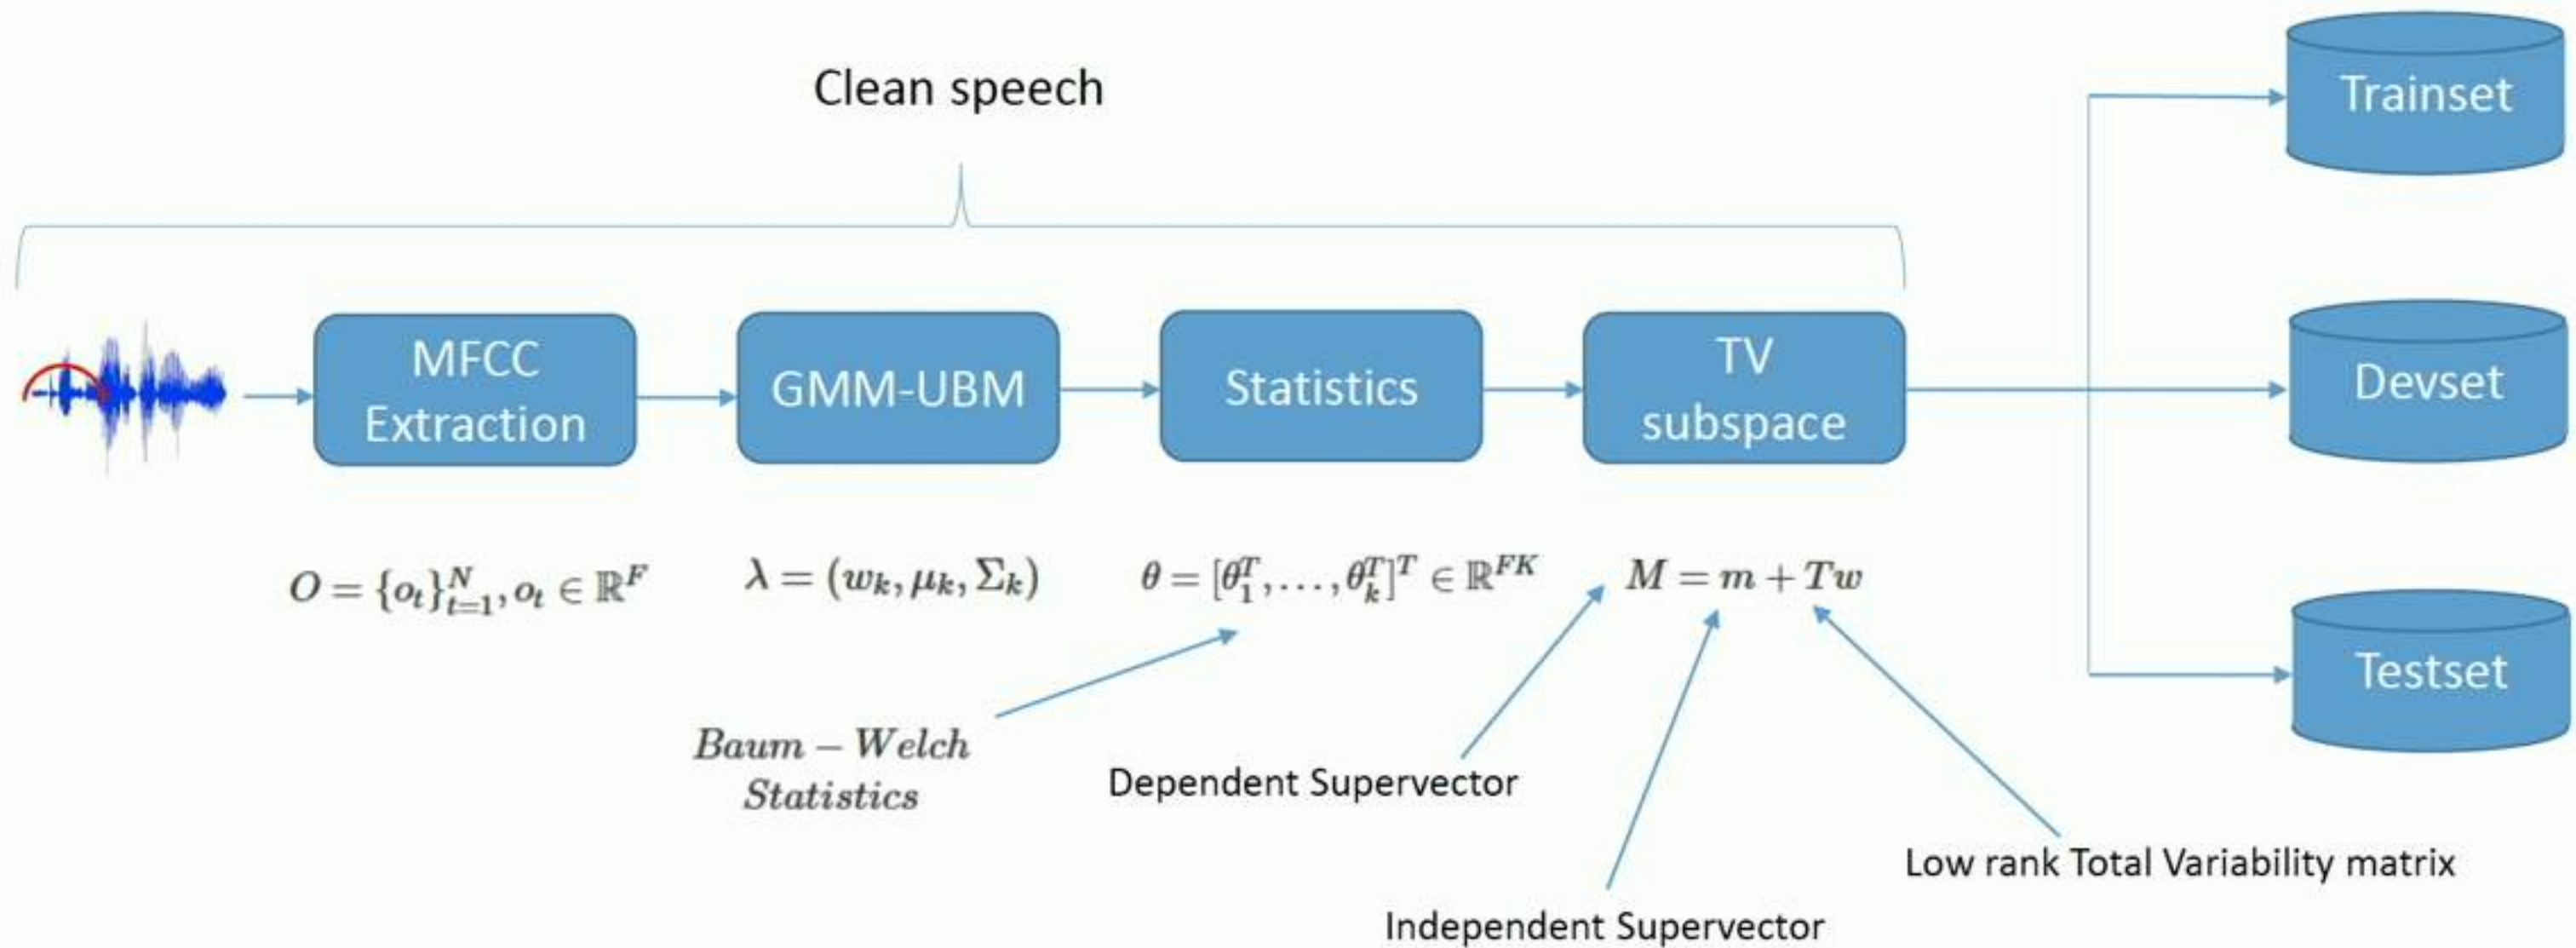 Clean speech
Trainset
MFCC
Extraction
GMM-UBM
Statistics
TV
subspace
Devset
O = {o_t}_{t=1}^N, o_t ∈ ℝ^F
λ = (w_k, μ_k, Σ_k)
θ = [θ_1^T, . . . , θ_k^T]^T ∈ ℝ^{FK}
M = m + Tw
Testset
Baum − Welch
Statistics
Dependent Supervector
Low rank Total Variability matrix
Independent Supervector